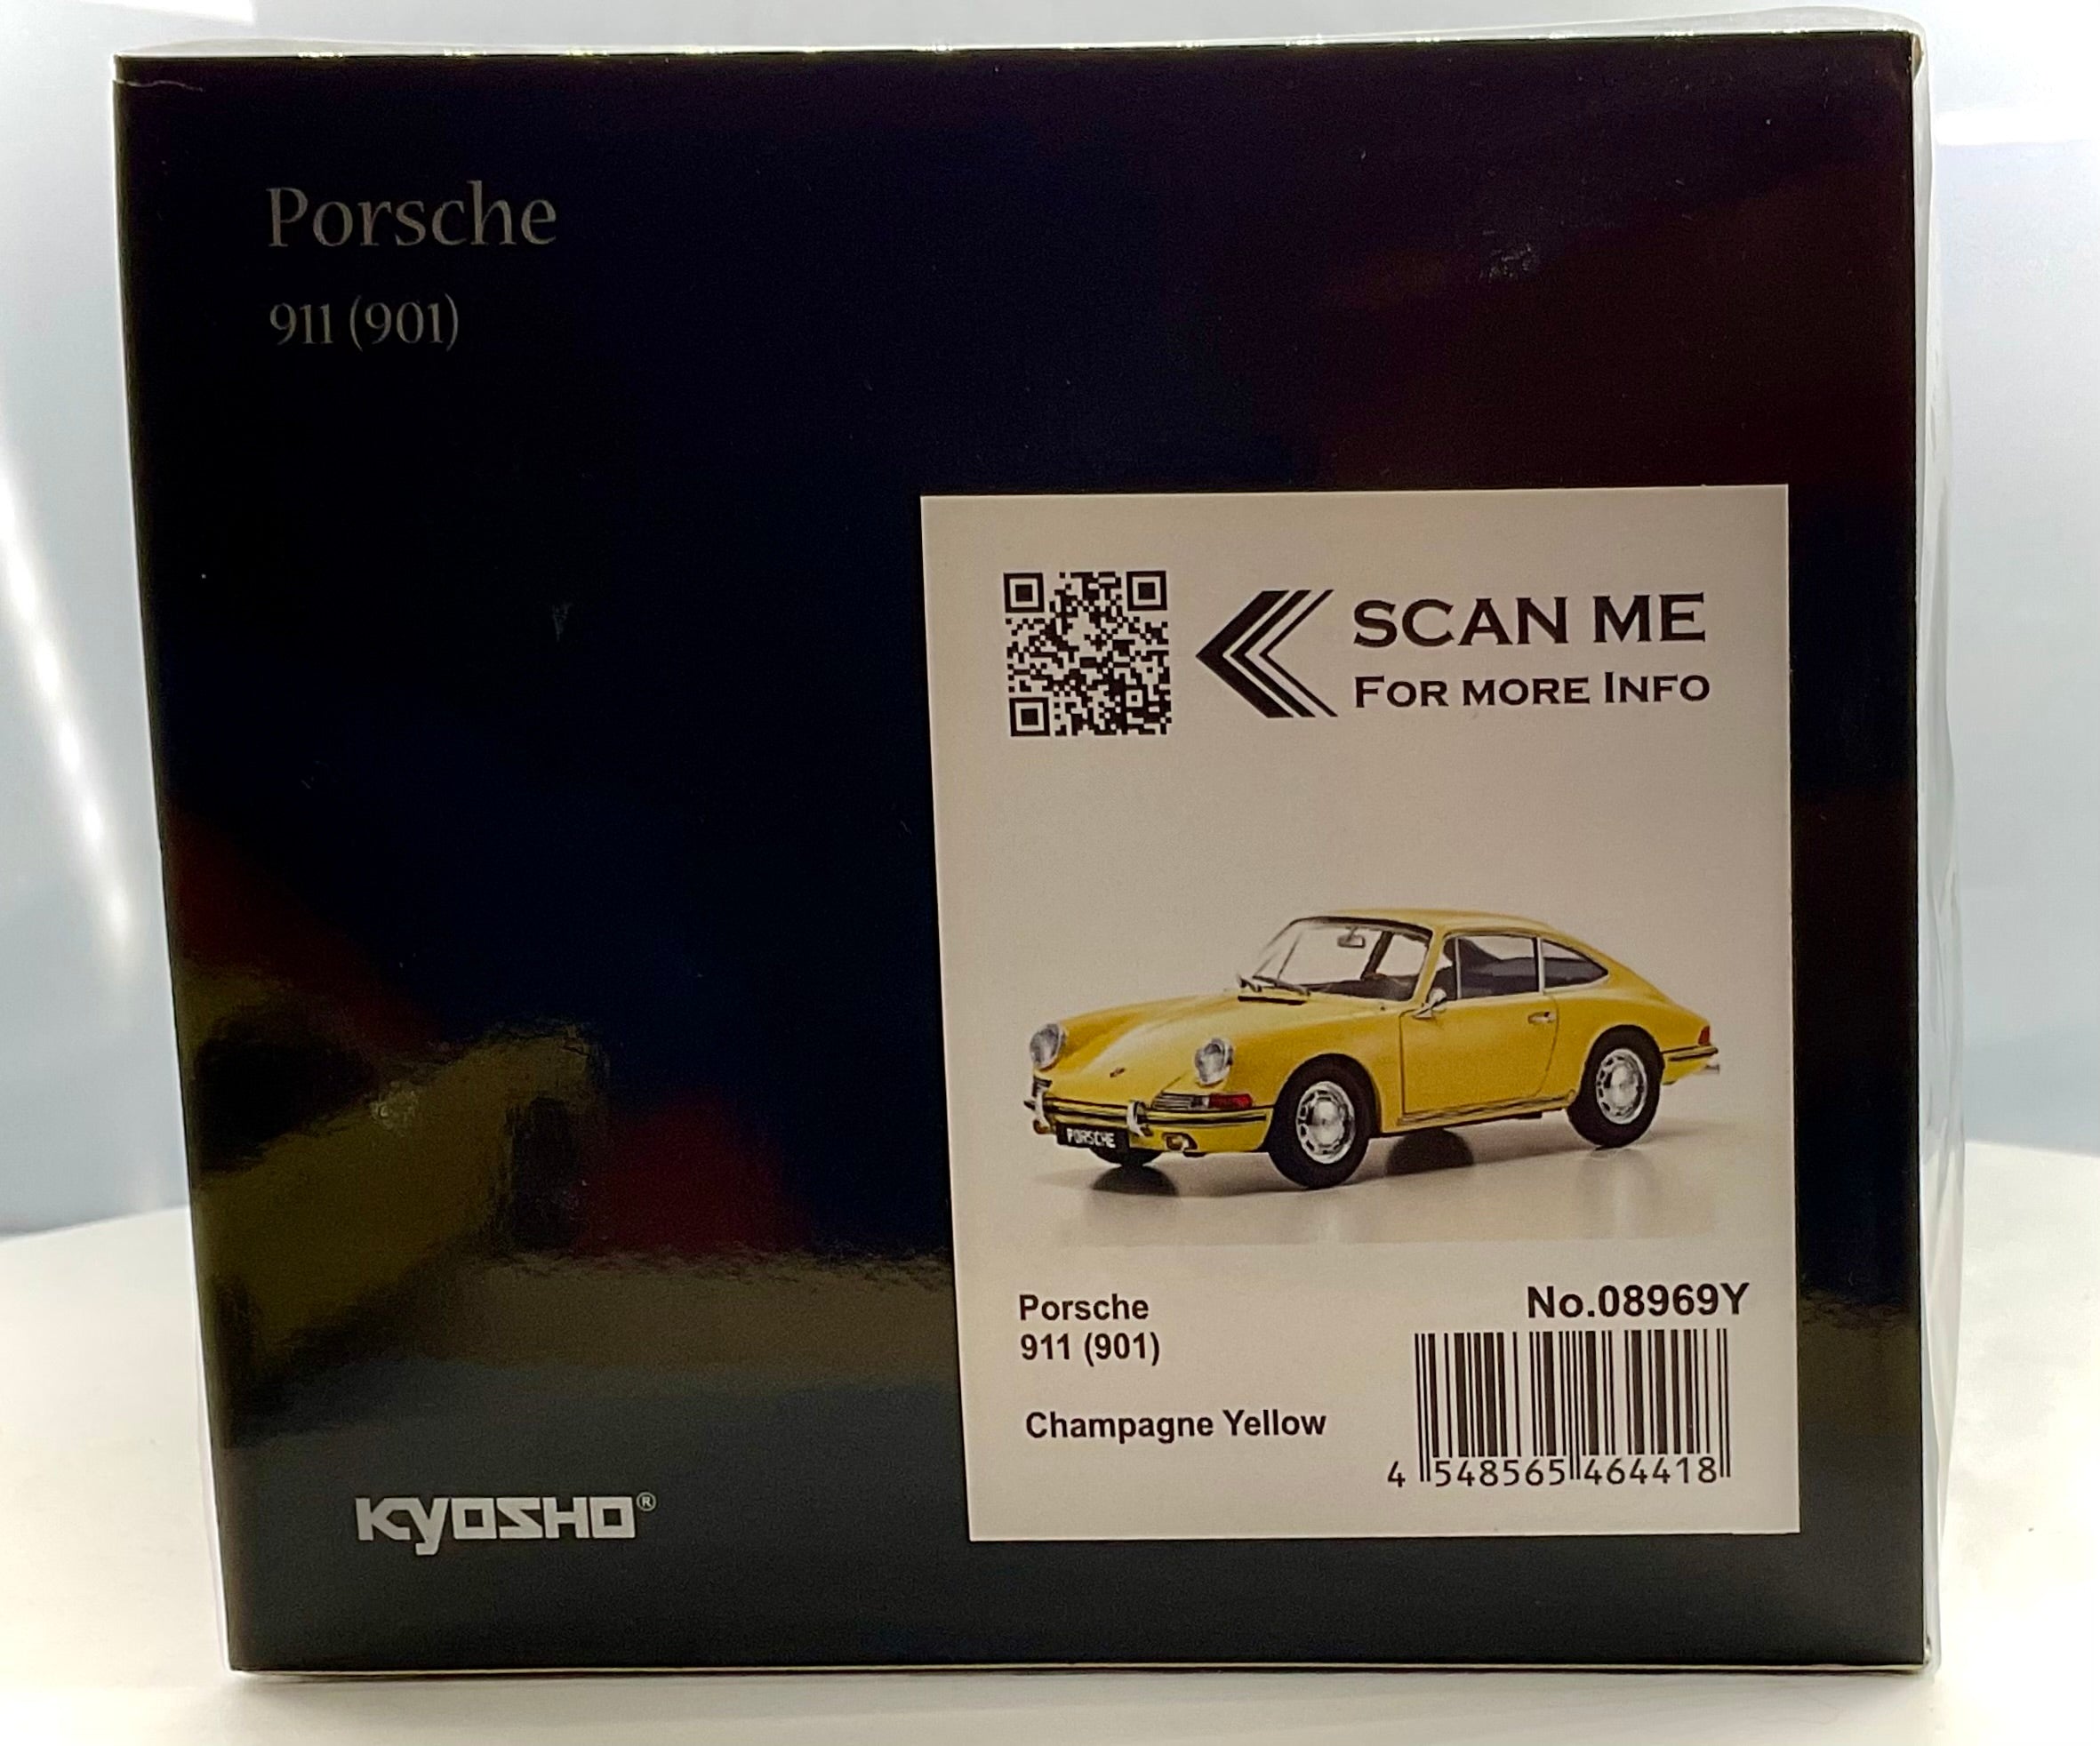 Porsche
911 (901)
SCAN ME
FOR MORE INFO
PORSCHE
Porsche
911 (901)
Champagne Yellow
No.08969Y
4 548565 464418
KYOSHO®